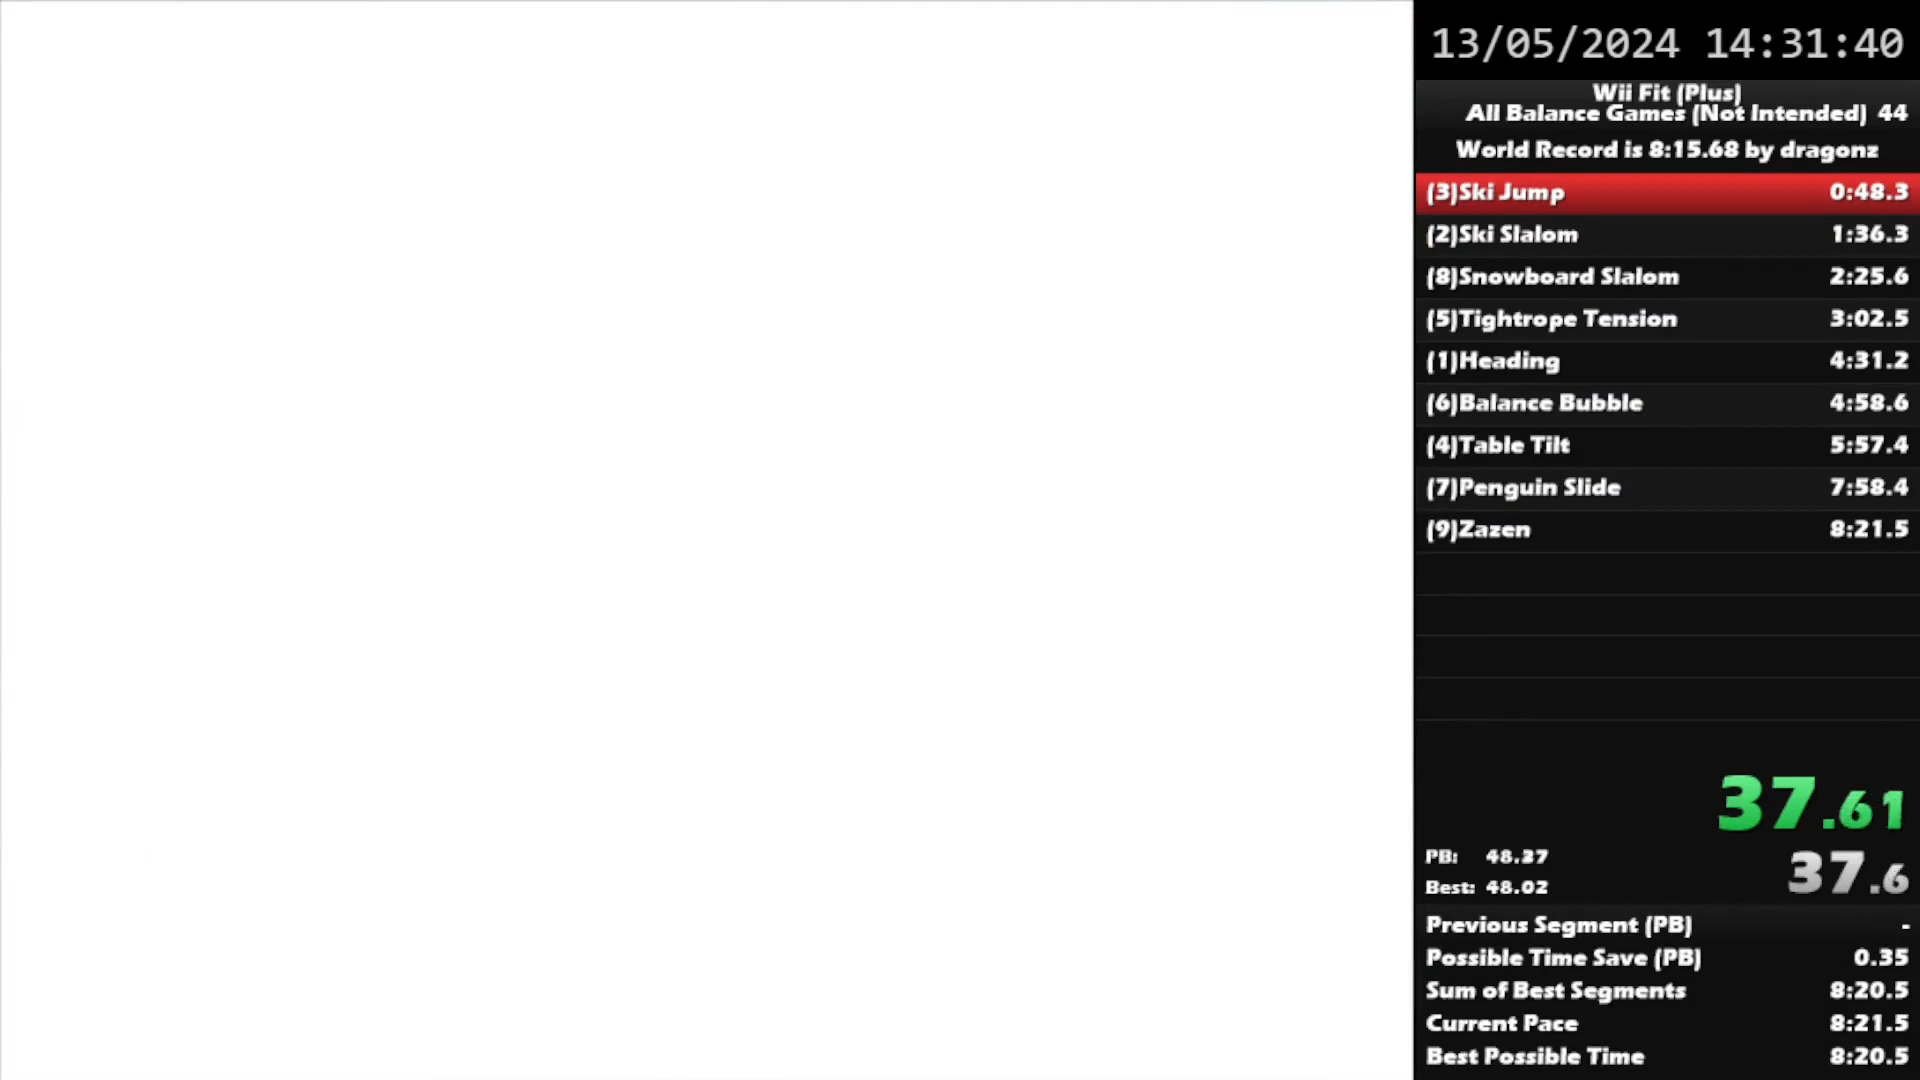 13/05/2024 14:31:40
Wii Fit (Plus)
All Balance Games (Not Intended) 44
World Record is 8:15.68 by dragonz
(3)Ski Jump 0:48.3
(2)Ski Slalom 1:36.3
(8)Snowboard Slalom 2:25.6
(5)Tightrope Tension 3:02.5
(1)Heading 4:31.2
(6)Balance Bubble 4:58.6
(4)Table Tilt 5:57.4
(7)Penguin Slide 7:58.4
(9)Zazen 8:21.5
37.61
PB: 48.37 37.6
Best: 48.02
Previous Segment (PB) -
Possible Time Save (PB) 0.35
Sum of Best Segments 8:20.5
Current Pace 8:21.5
Best Possible Time 8:20.5